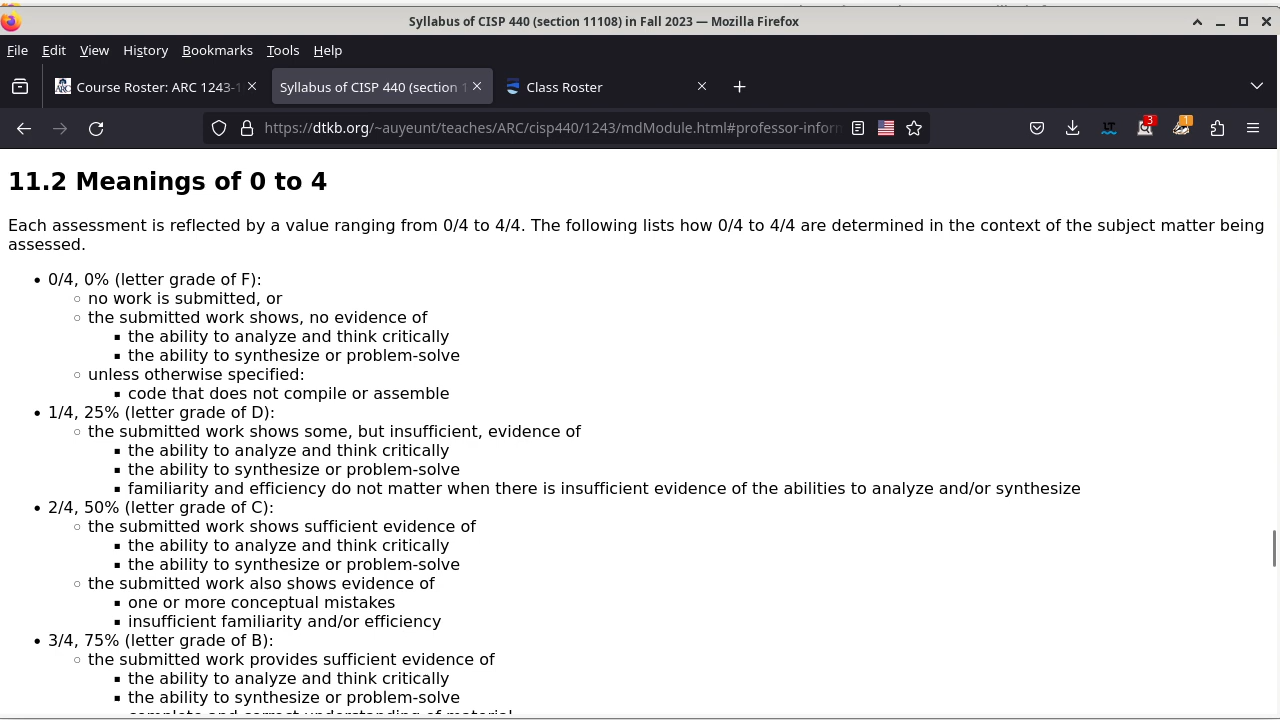 Syllabus of CISP 440 (section 11108) in Fall 2023 — Mozilla Firefox
File Edit View History Bookmarks Tools Help
Course Roster: ARC 1243-1
Syllabus of CISP 440 (section 1
Class Roster
https://dtkb.org/~auyeunt/teaches/ARC/cisp440/1243/mdModule.html#professor-inforr
3
1
11.2 Meanings of 0 to 4
Each assessment is reflected by a value ranging from 0/4 to 4/4. The following lists how 0/4 to 4/4 are determined in the context of the subject matter being
assessed.
• 0/4, 0% (letter grade of F):
○ no work is submitted, or
○ the submitted work shows, no evidence of
▪ the ability to analyze and think critically
▪ the ability to synthesize or problem-solve
○ unless otherwise specified:
▪ code that does not compile or assemble
• 1/4, 25% (letter grade of D):
○ the submitted work shows some, but insufficient, evidence of
▪ the ability to analyze and think critically
▪ the ability to synthesize or problem-solve
▪ familiarity and efficiency do not matter when there is insufficient evidence of the abilities to analyze and/or synthesize
• 2/4, 50% (letter grade of C):
○ the submitted work shows sufficient evidence of
▪ the ability to analyze and think critically
▪ the ability to synthesize or problem-solve
○ the submitted work also shows evidence of
▪ one or more conceptual mistakes
▪ insufficient familiarity and/or efficiency
• 3/4, 75% (letter grade of B):
○ the submitted work provides sufficient evidence of
▪ the ability to analyze and think critically
▪ the ability to synthesize or problem-solve
▪ complete and correct understanding of material